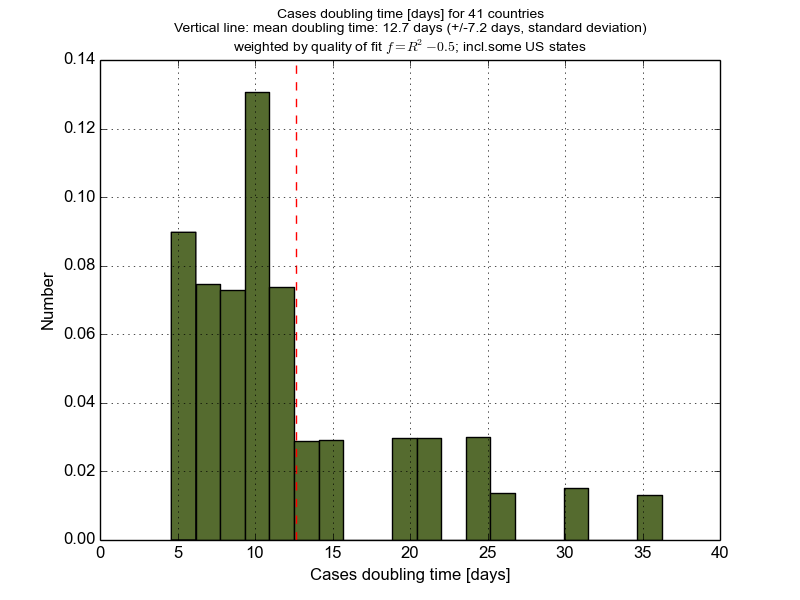 Cases doubling time [days] for 41 countries
Vertical line: mean doubling time: 12.7 days (+/-7.2 days, standard deviation)
weighted by quality of fit f = R² − 0.5; incl.some US states
0.14
0.12
0.10
0.08
0.06
0.04
0.02
0.00
Number
0 5 10 15 20 25 30 35 40
Cases doubling time [days]